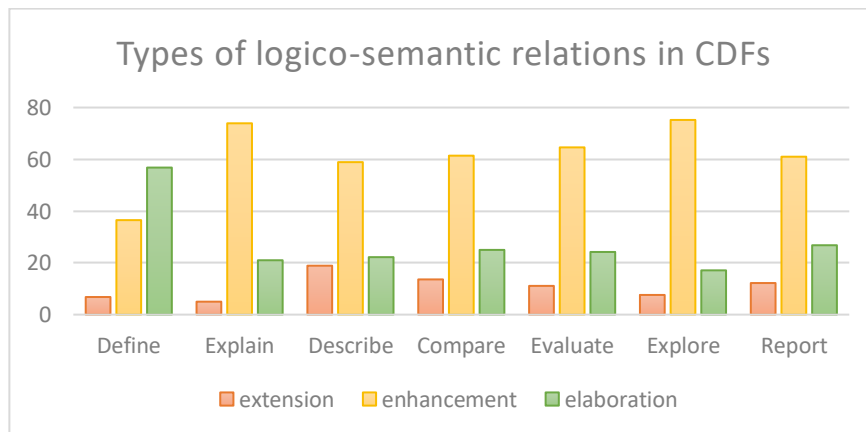 Types of logico-semantic relations in CDFs
80
60
40
20
0
Define Explain Describe Compare Evaluate Explore Report
extension enhancement elaboration